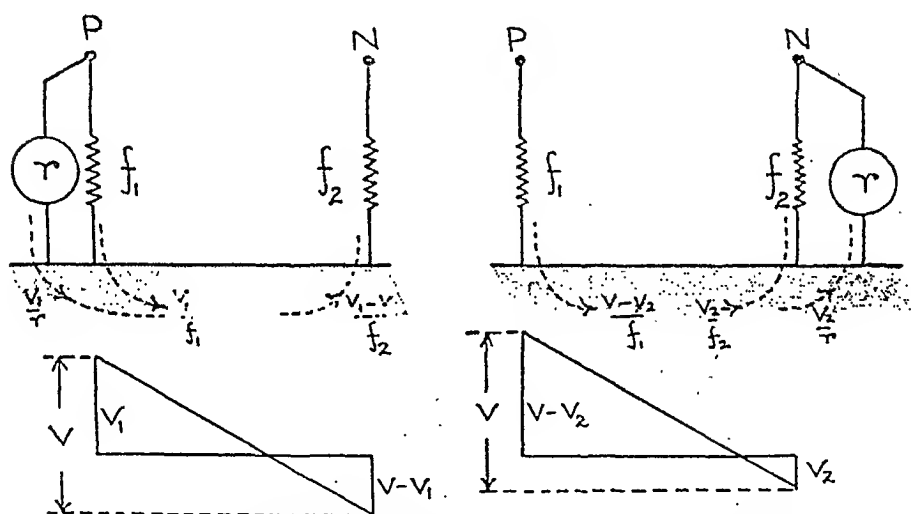 P N P N
r f₁ f₂ f₁ f₂ r
V₁/r V₁/f₁ V₁-V/f₂ V-V₂/f₁ V₂/f₂ V₂/r
V V₁ V-V₁
V V-V₂ V₂